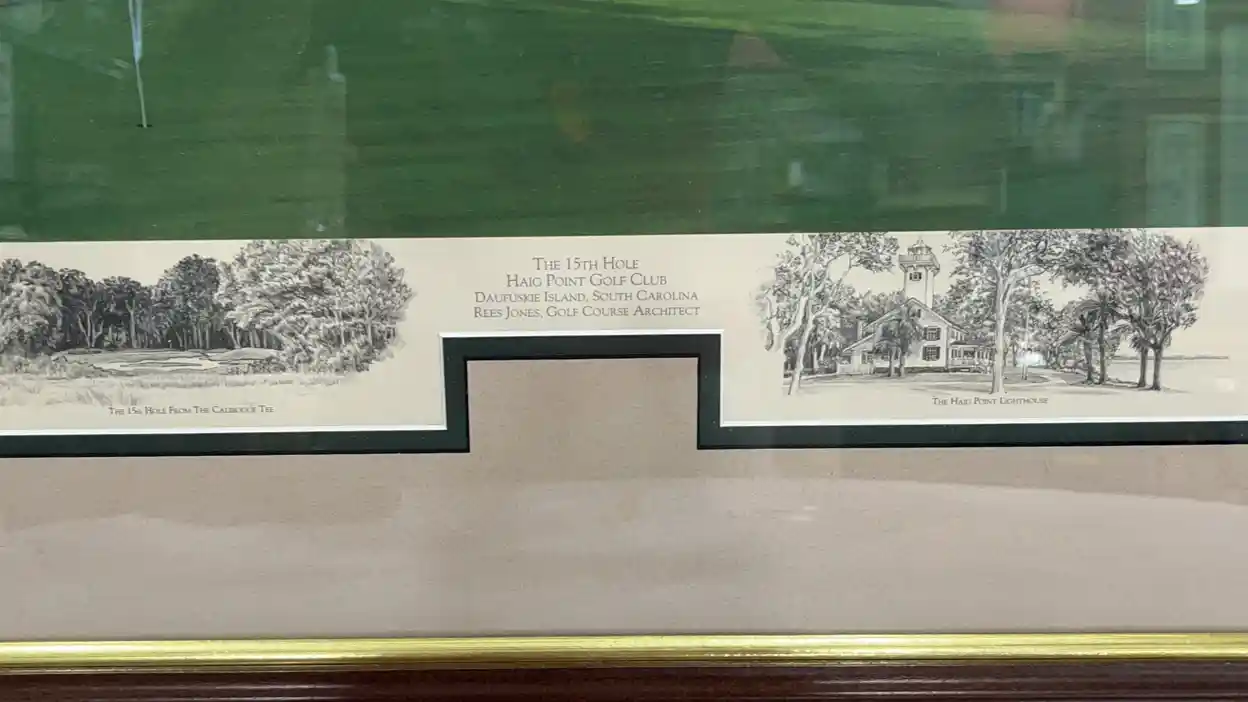 The 15th Hole
Haig Point Golf Club
Daufuskie Island, South Carolina
Rees Jones, Golf Course Architect
The 15th Hole From The Calibogue Tee
The Haig Point Lighthouse